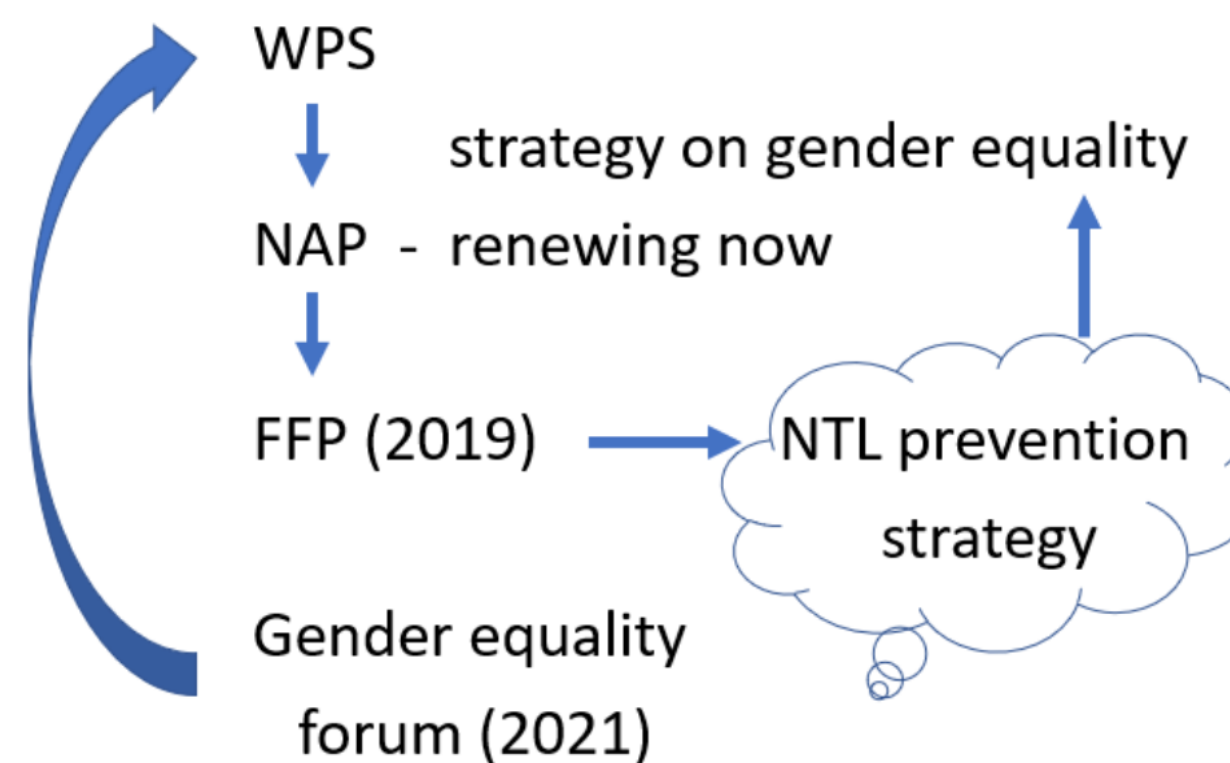 WPS
strategy on gender equality
NAP - renewing now
FFP (2019)
NTL prevention
strategy
Gender equality
forum (2021)